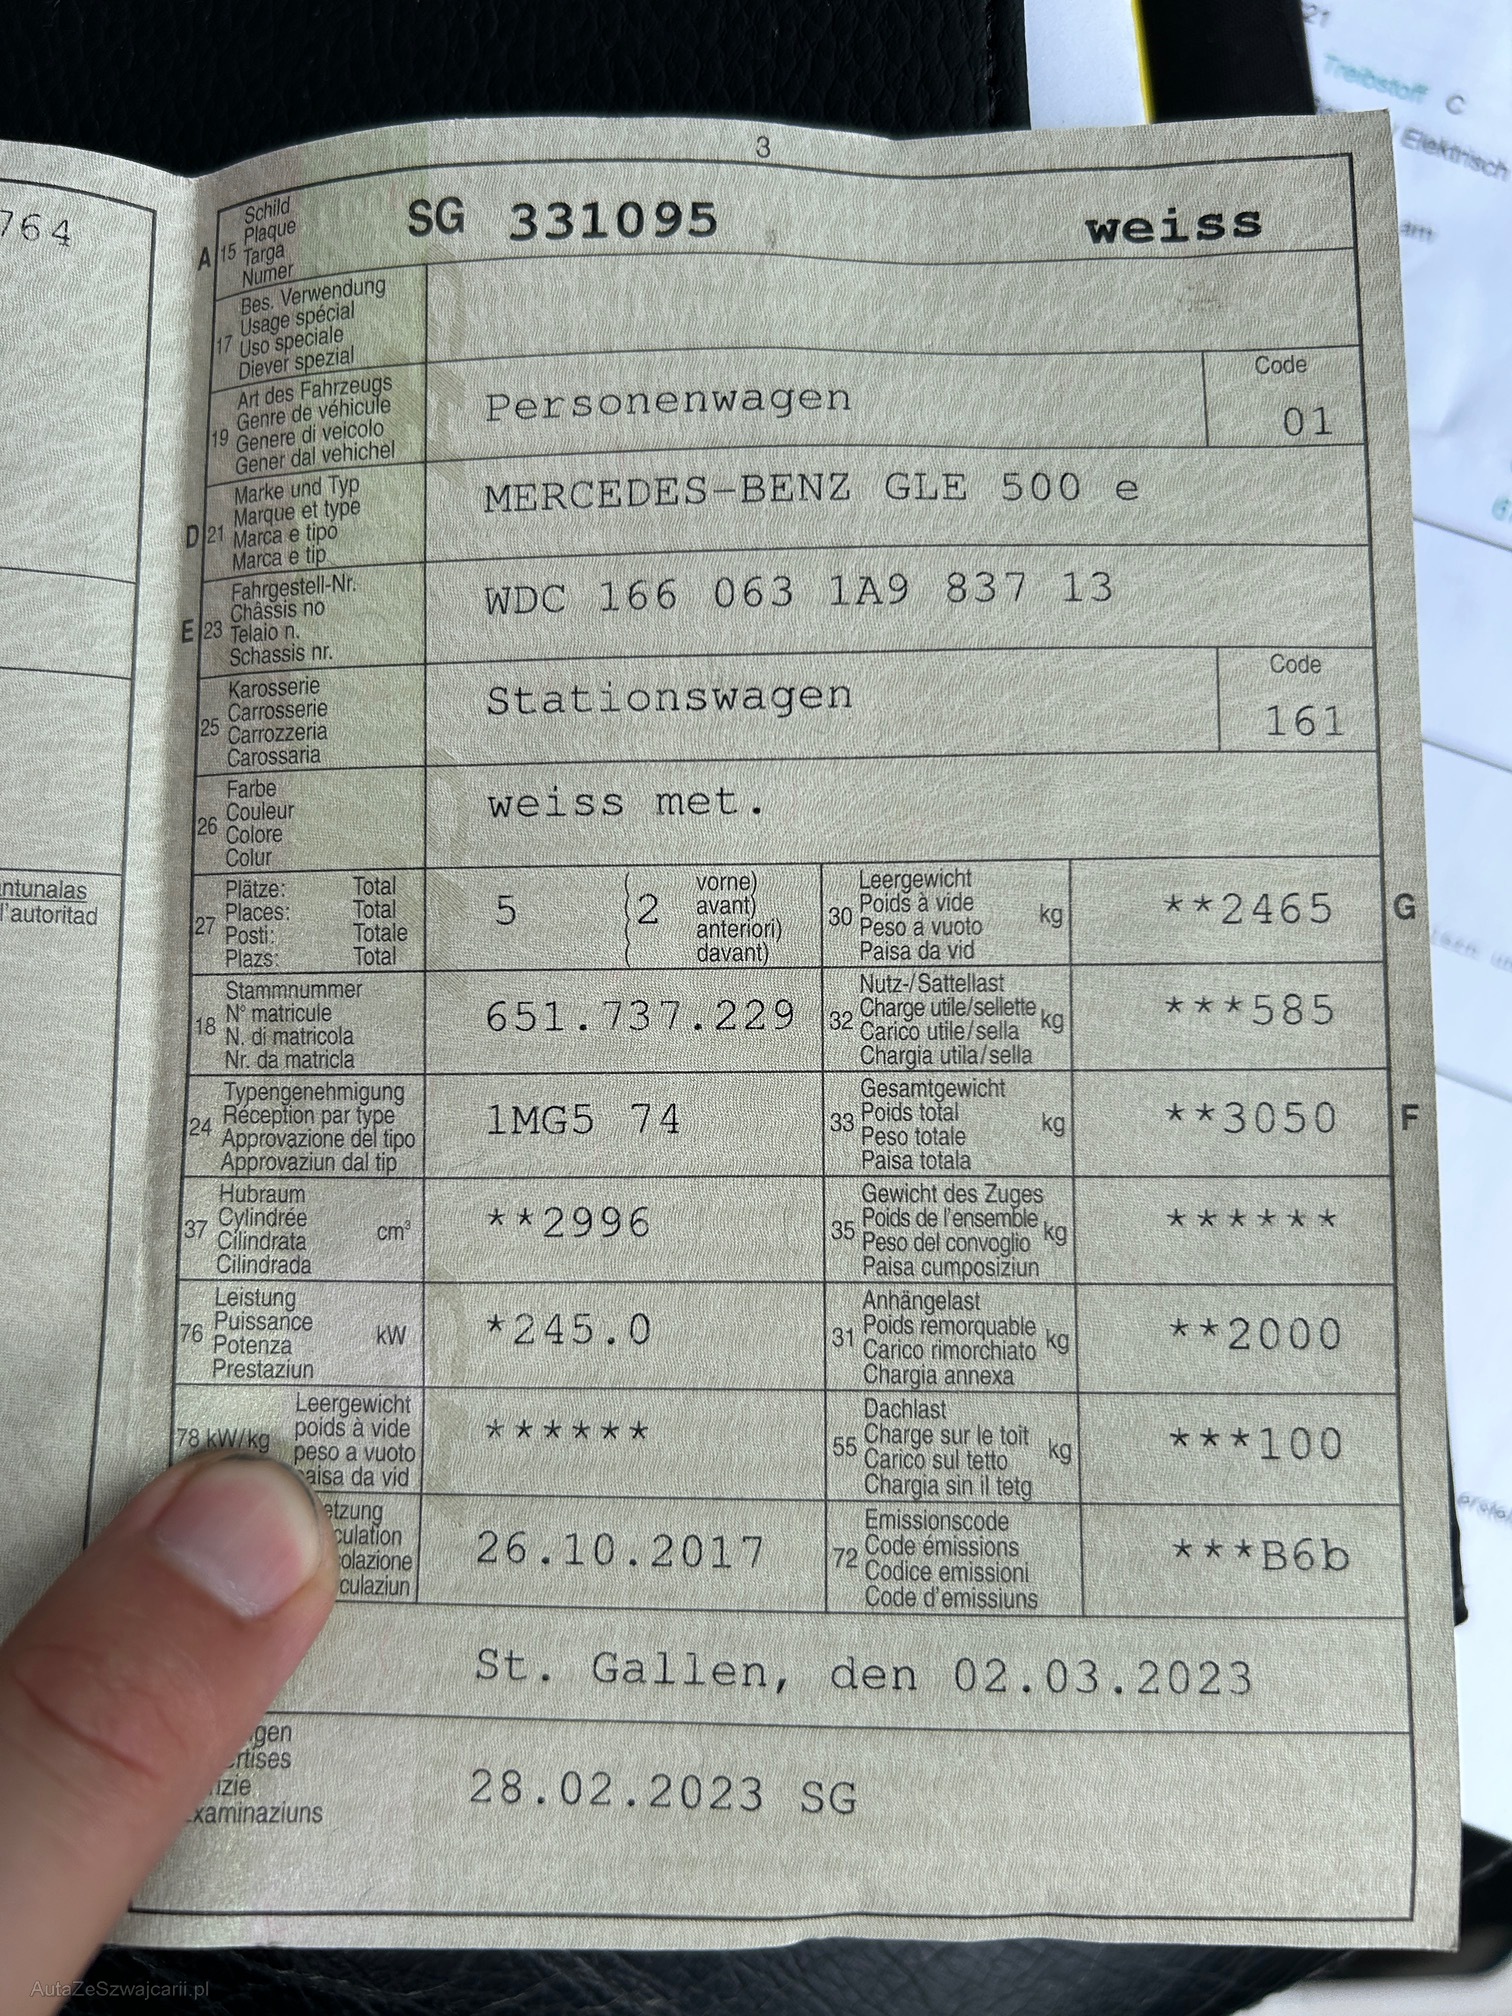 21
Treibstoff C
Elektrisch
764
3
A 15 Schild
Plaque
Targa
Numer
SG 331095 weiss
17 Bes. Verwendung
Usage spécial
Uso speciale
Diever spezial
19 Art des Fahrzeugs
Genre de véhicule
Genere di veicolo
Gener dal vehichel
Personenwagen
Code
01
D 21 Marke und Typ
Marque et type
Marca e tipo
Marca e tip
MERCEDES-BENZ GLE 500 e
E 23 Fahrgestell-Nr.
Châssis no
Telaio n.
Schassis nr.
WDC 166 063 1A9 837 13
25 Karosserie
Carrosserie
Carrozzeria
Carossaria
Stationswagen
Code
161
26 Farbe
Couleur
Colore
Colur
weiss met.
ntunalas
l'autoritad
27 Plätze: Total
Places: Total
Posti: Totale
Plazs: Total
5 (2 vorne)
avant)
anteriori)
davant)
30 Leergewicht
Poids à vide
Peso a vuoto
Paisa da vid
kg
**2465
G
18 Stammnummer
N° matricule
N. di matricola
Nr. da matricla
651.737.229
32 Nutz-/Sattellast
Charge utile/sellette
Carico utile/sella
Chargia utila/sella
kg
***585
24 Typengenehmigung
Réception par type
Approvazione del tipo
Approvaziun dal tip
1MG5 74
33 Gesamtgewicht
Poids total
Peso totale
Paisa totala
kg
**3050
F
37 Hubraum
Cylindrée
Cilindrata
Cilindrada
cm³
**2996
35 Gewicht des Zuges
Poids de l'ensemble
Peso del convoglio
Paisa cumposiziun
kg
******
76 Leistung
Puissance
Potenza
Prestaziun
kW
*245.0
31 Anhängelast
Poids remorquable
Carico rimorchiato
Chargia annexa
kg
**2000
78 kW/kg
Leergewicht
poids à vide
peso a vuoto
aisa da vid
******
55 Dachlast
Charge sur le toit
Carico sul tetto
Chargia sin il tetg
kg
***100
etzung
culation
olazione
culaziun
26.10.2017
72 Emissionscode
Code émissions
Codice emissioni
Code d'emissiuns
***B6b
St. Gallen, den 02.03.2023
gen
ertises
izie
xaminaziuns
28.02.2023 SG
AutaZeSzwajcarii.pl